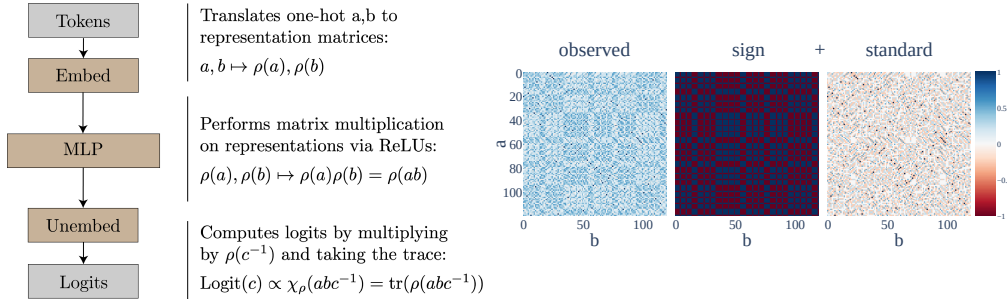 Tokens
Embed
MLP
Unembed
Logits
Translates one-hot a,b to
representation matrices:
a, b ↦ ρ(a), ρ(b)
Performs matrix multiplication
on representations via ReLUs:
ρ(a), ρ(b) ↦ ρ(a)ρ(b) = ρ(ab)
Computes logits by multiplying
by ρ(c⁻¹) and taking the trace:
Logit(c) ∝ χρ(abc⁻¹) = tr(ρ(abc⁻¹))
observed sign + standard
0
20
40
60
80
100
a
0 100 0 100 0 100
b b b
1
0.5
0
−0.5
−1